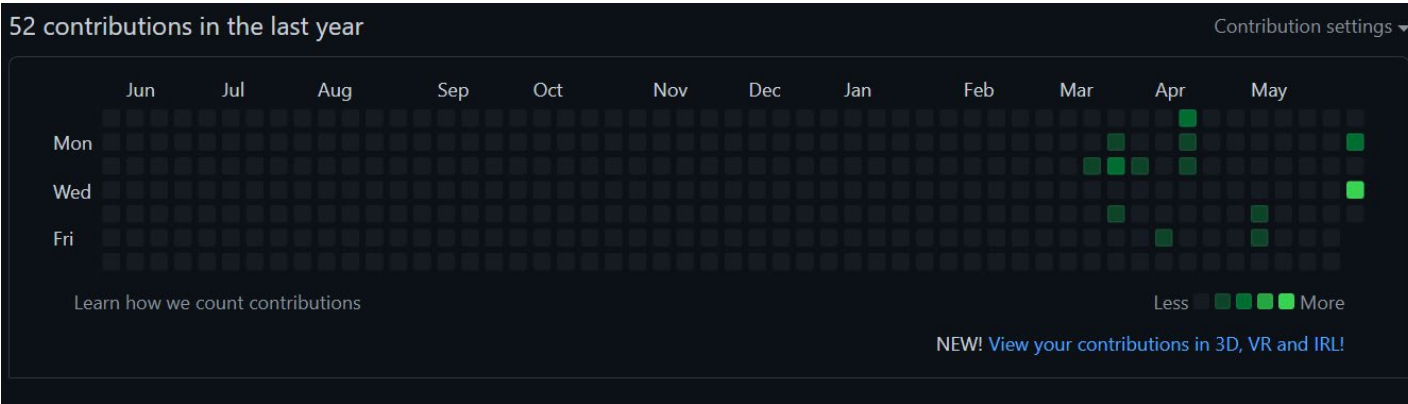 52 contributions in the last year
Contribution settings
Jun Jul Aug Sep Oct Nov Dec Jan Feb Mar Apr May
Mon
Wed
Fri
Learn how we count contributions
Less More
NEW! View your contributions in 3D, VR and IRL!